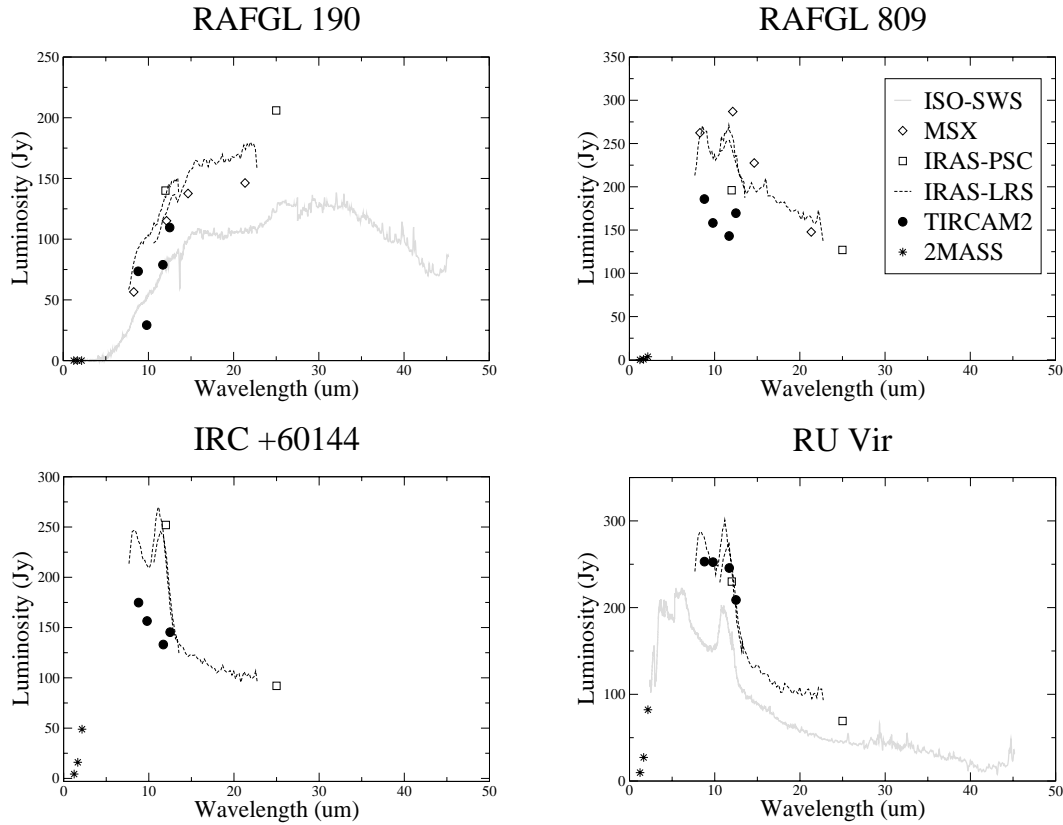 RAFGL 190
Luminosity (Jy)
250
200
150
100
50
0
0 10 20 30 40 50
Wavelength (um)
RAFGL 809
Luminosity (Jy)
350
300
250
200
150
100
50
0
0 10 20 30 40 50
Wavelength (um)
ISO-SWS
MSX
IRAS-PSC
IRAS-LRS
TIRCAM2
2MASS
IRC +60144
Luminosity (Jy)
300
250
200
150
100
50
0
0 10 20 30 40 50
Wavelength (um)
RU Vir
Luminosity (Jy)
300
200
100
0
0 10 20 30 40 50
Wavelength (um)